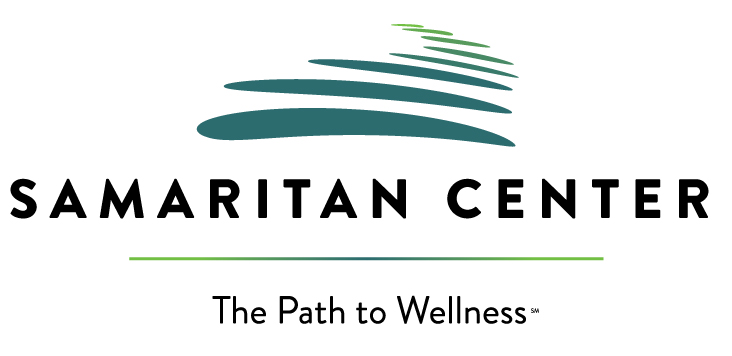 SAMARITAN CENTER
The Path to Wellness℠